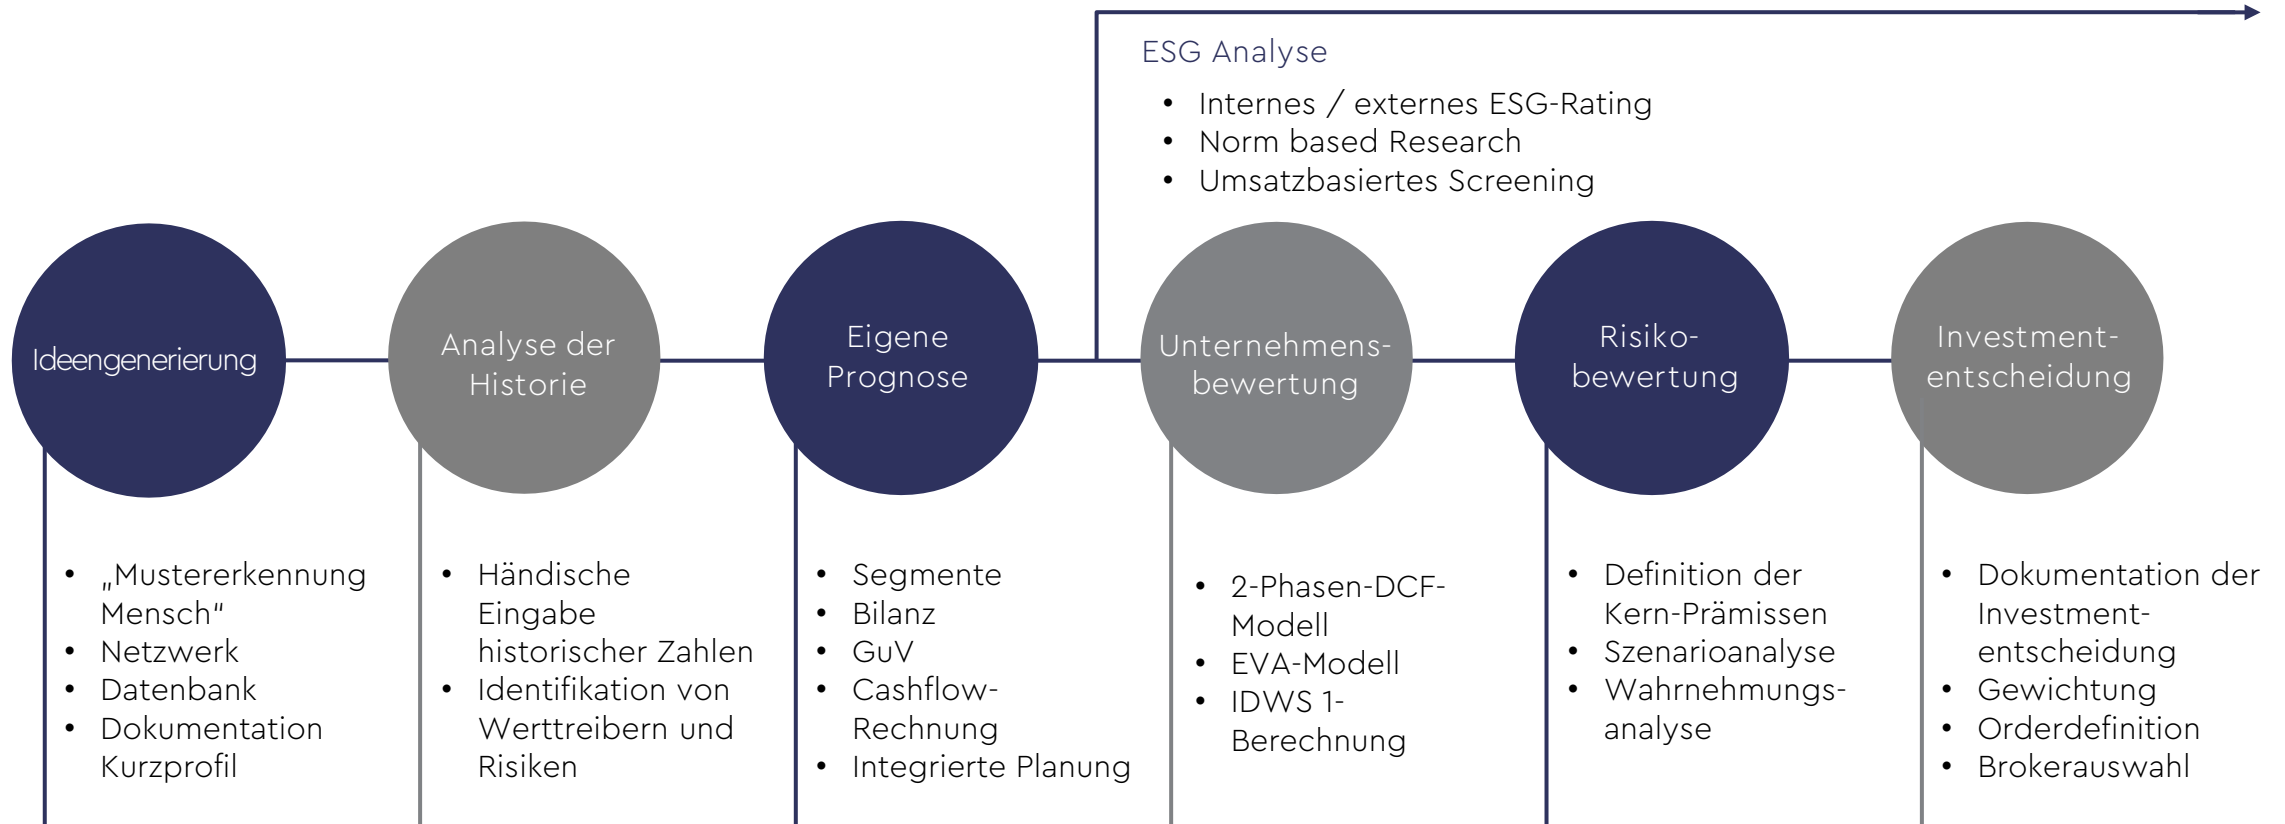 ESG Analyse
• Internes / externes ESG-Rating
• Norm based Research
• Umsatzbasiertes Screening
Ideengenerierung
Analyse der
Historie
Eigene
Prognose
Unternehmens-
bewertung
Risiko-
bewertung
Investment-
entscheidung
• „Mustererkennung
Mensch“
• Netzwerk
• Datenbank
• Dokumentation
Kurzprofil
• Händische
Eingabe
historischer Zahlen
• Identifikation von
Werttreibern und
Risiken
• Segmente
• Bilanz
• GuV
• Cashflow-
Rechnung
• Integrierte Planung
• 2-Phasen-DCF-
Modell
• EVA-Modell
• IDWS 1-
Berechnung
• Definition der
Kern-Prämissen
• Szenarioanalyse
• Wahrnehmungs-
analyse
• Dokumentation der
Investment-
entscheidung
• Gewichtung
• Orderdefinition
• Brokerauswahl